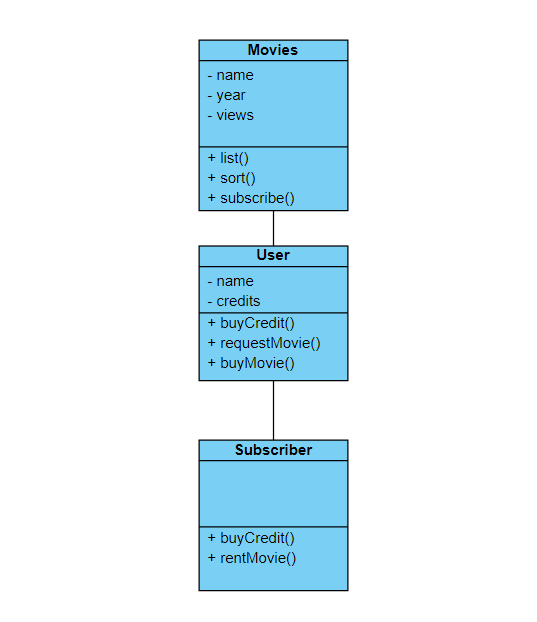 Movies
- name
- year
- views
+ list()
+ sort()
+ subscribe()
User
- name
- credits
+ buyCredit()
+ requestMovie()
+ buyMovie()
Subscriber
+ buyCredit()
+ rentMovie()